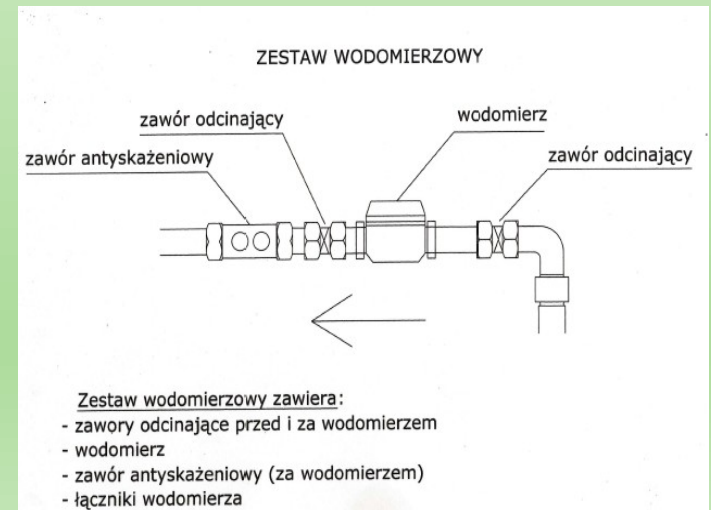 ZESTAW WODOMIERZOWY
zawór odcinający
wodomierz
zawór antyskażeniowy
zawór odcinający
Zestaw wodomierzowy zawiera:
- zawory odcinające przed i za wodomierzem
- wodomierz
- zawór antyskażeniowy (za wodomierzem)
- łączniki wodomierza